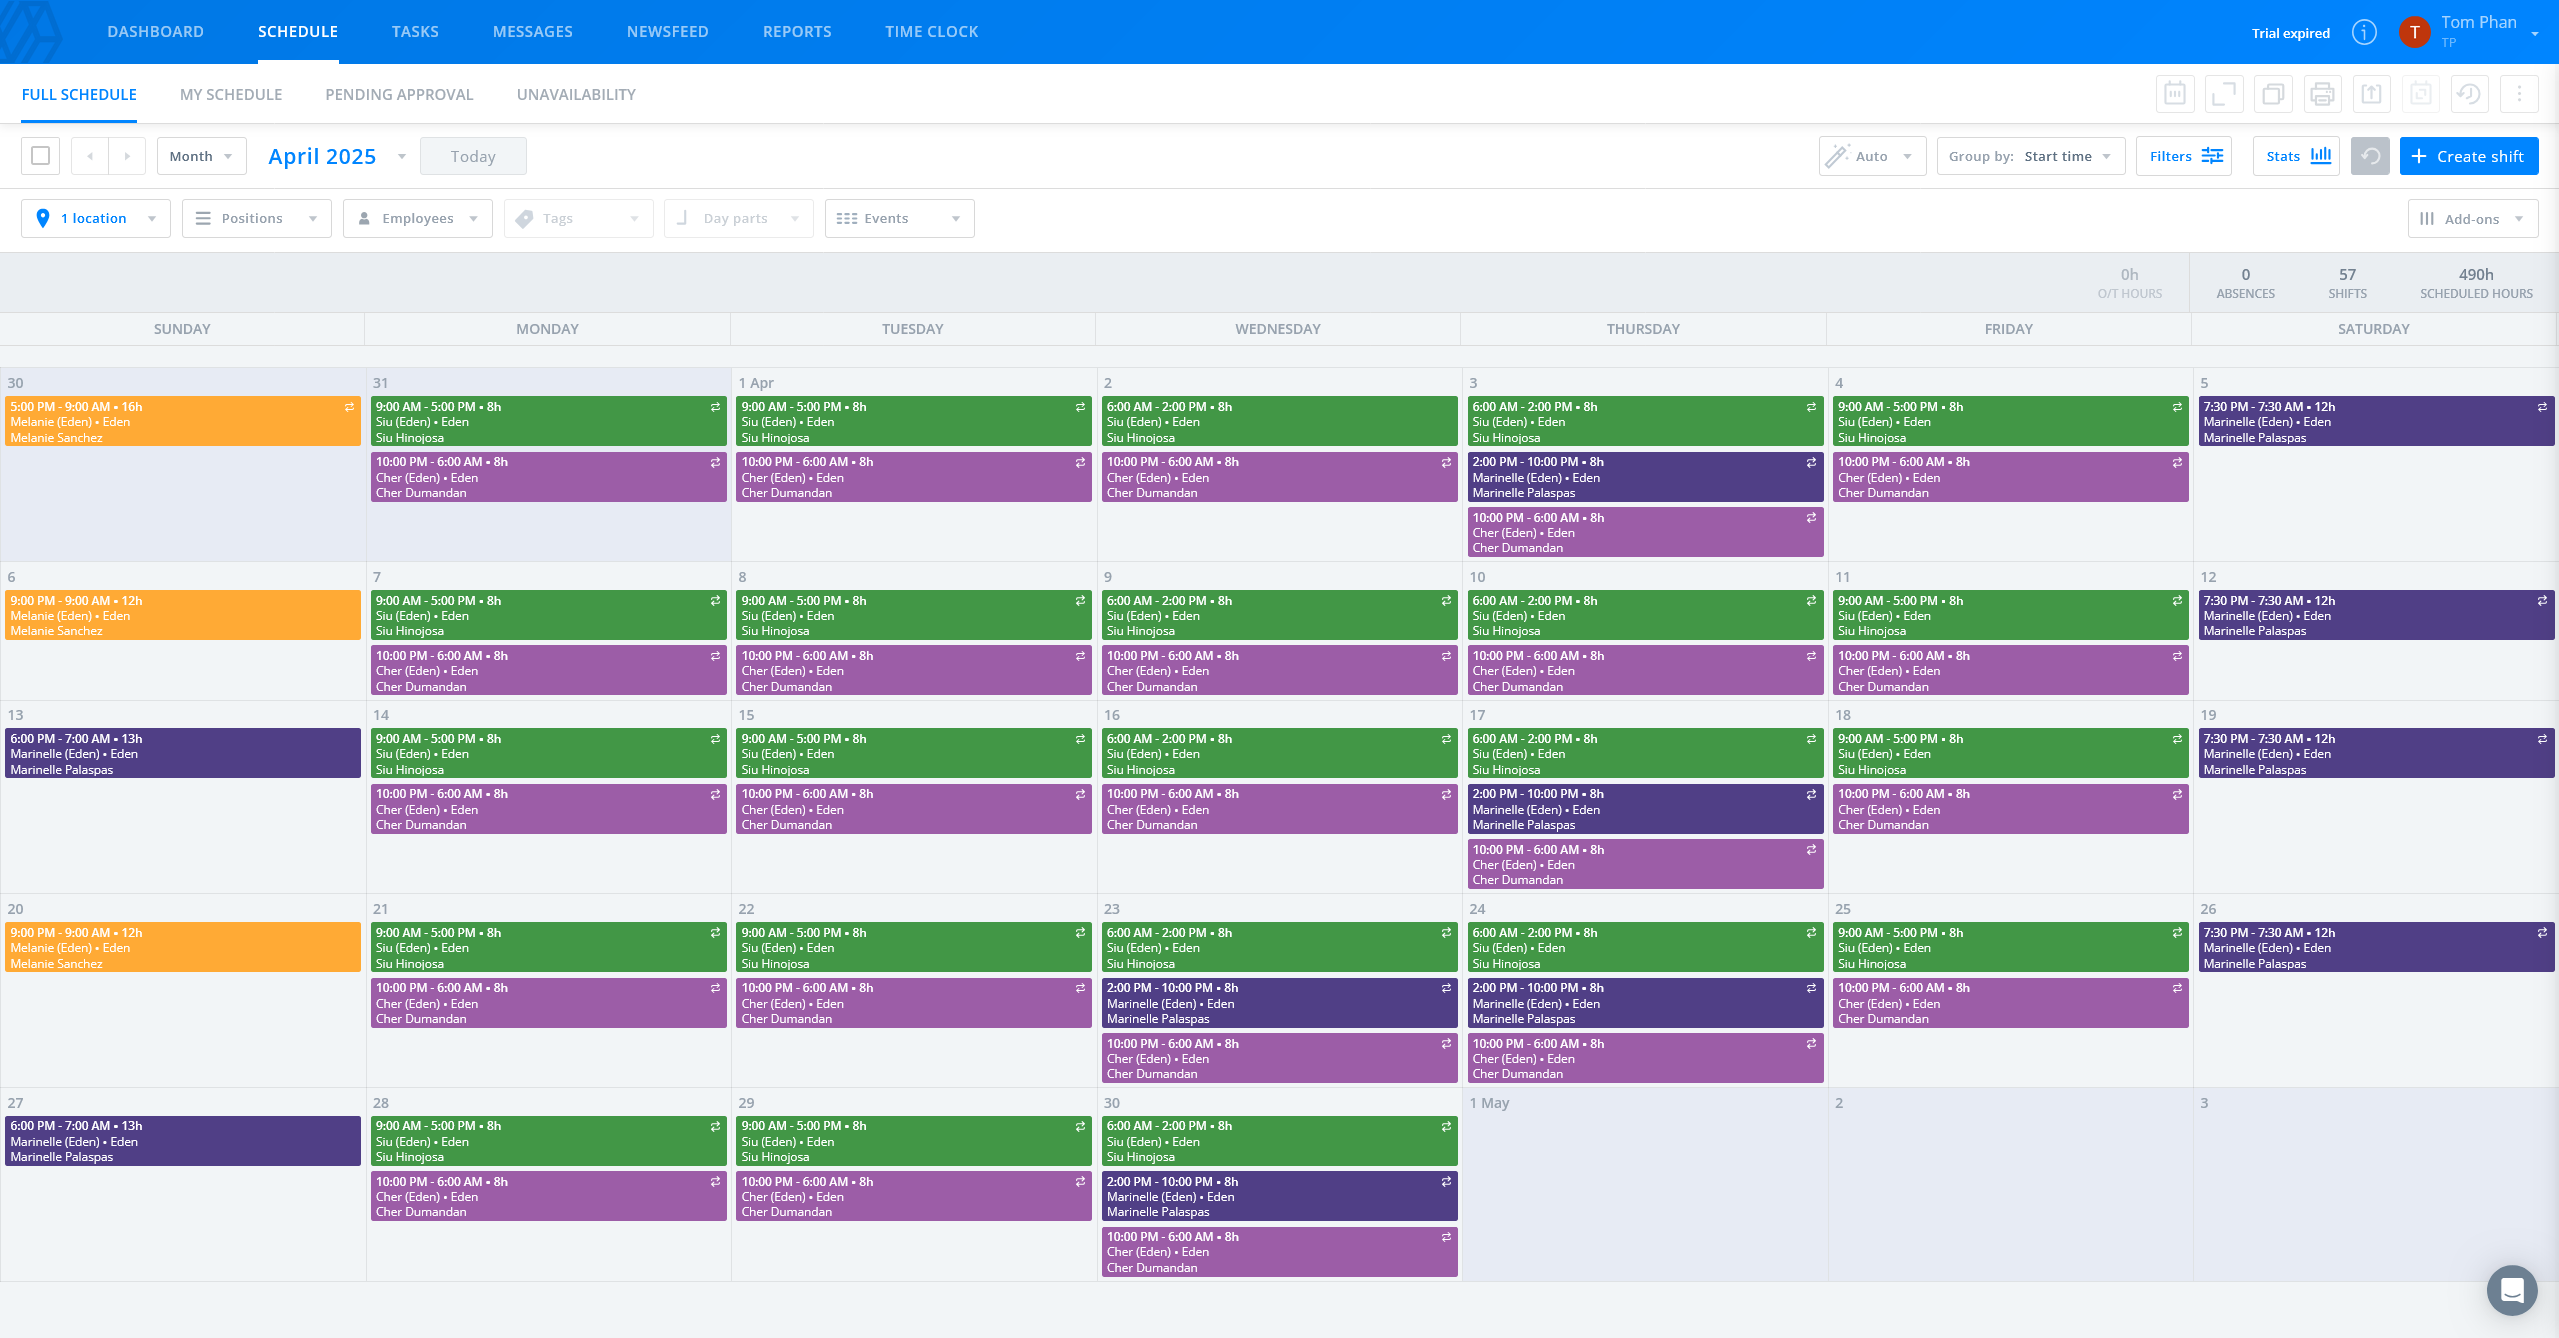 DASHBOARD SCHEDULE TASKS MESSAGES NEWSFEED REPORTS TIME CLOCK Trial expired T Tom Phan
TP
FULL SCHEDULE MY SCHEDULE PENDING APPROVAL UNAVAILABILITY
Month April 2025 Today Auto Group by: Start time Filters Stats Create shift
1 location Positions Employees Tags Day parts Events Add-ons
0h 0 57 490h
O/T HOURS ABSENCES SHIFTS SCHEDULED HOURS
SUNDAY MONDAY TUESDAY WEDNESDAY THURSDAY FRIDAY SATURDAY
30 31 1 Apr 2 3 4 5
5:00 PM - 9:00 AM • 16h 9:00 AM - 5:00 PM • 8h 9:00 AM - 5:00 PM • 8h 6:00 AM - 2:00 PM • 8h 6:00 AM - 2:00 PM • 8h 9:00 AM - 5:00 PM • 8h 7:30 PM - 7:30 AM • 12h
Melanie (Eden) • Eden Siu (Eden) • Eden Siu (Eden) • Eden Siu (Eden) • Eden Siu (Eden) • Eden Siu (Eden) • Eden Marinelle (Eden) • Eden
Melanie Sanchez Siu Hinojosa Siu Hinojosa Siu Hinojosa Siu Hinojosa Siu Hinojosa Marinelle Palaspas
10:00 PM - 6:00 AM • 8h 10:00 PM - 6:00 AM • 8h 10:00 PM - 6:00 AM • 8h 2:00 PM - 10:00 PM • 8h 10:00 PM - 6:00 AM • 8h
Cher (Eden) • Eden Cher (Eden) • Eden Cher (Eden) • Eden Marinelle (Eden) • Eden Cher (Eden) • Eden
Cher Dumandan Cher Dumandan Cher Dumandan Marinelle Palaspas Cher Dumandan
10:00 PM - 6:00 AM • 8h
Cher (Eden) • Eden
Cher Dumandan
6 7 8 9 10 11 12
9:00 PM - 9:00 AM • 12h 9:00 AM - 5:00 PM • 8h 9:00 AM - 5:00 PM • 8h 6:00 AM - 2:00 PM • 8h 6:00 AM - 2:00 PM • 8h 9:00 AM - 5:00 PM • 8h 7:30 PM - 7:30 AM • 12h
Melanie (Eden) • Eden Siu (Eden) • Eden Siu (Eden) • Eden Siu (Eden) • Eden Siu (Eden) • Eden Siu (Eden) • Eden Marinelle (Eden) • Eden
Melanie Sanchez Siu Hinojosa Siu Hinojosa Siu Hinojosa Siu Hinojosa Siu Hinojosa Marinelle Palaspas
10:00 PM - 6:00 AM • 8h 10:00 PM - 6:00 AM • 8h 10:00 PM - 6:00 AM • 8h 10:00 PM - 6:00 AM • 8h 10:00 PM - 6:00 AM • 8h
Cher (Eden) • Eden Cher (Eden) • Eden Cher (Eden) • Eden Cher (Eden) • Eden Cher (Eden) • Eden
Cher Dumandan Cher Dumandan Cher Dumandan Cher Dumandan Cher Dumandan
13 14 15 16 17 18 19
6:00 PM - 7:00 AM • 13h 9:00 AM - 5:00 PM • 8h 9:00 AM - 5:00 PM • 8h 6:00 AM - 2:00 PM • 8h 6:00 AM - 2:00 PM • 8h 9:00 AM - 5:00 PM • 8h 7:30 PM - 7:30 AM • 12h
Marinelle (Eden) • Eden Siu (Eden) • Eden Siu (Eden) • Eden Siu (Eden) • Eden Siu (Eden) • Eden Siu (Eden) • Eden Marinelle (Eden) • Eden
Marinelle Palaspas Siu Hinojosa Siu Hinojosa Siu Hinojosa Siu Hinojosa Siu Hinojosa Marinelle Palaspas
10:00 PM - 6:00 AM • 8h 10:00 PM - 6:00 AM • 8h 10:00 PM - 6:00 AM • 8h 2:00 PM - 10:00 PM • 8h 10:00 PM - 6:00 AM • 8h
Cher (Eden) • Eden Cher (Eden) • Eden Cher (Eden) • Eden Marinelle (Eden) • Eden Cher (Eden) • Eden
Cher Dumandan Cher Dumandan Cher Dumandan Marinelle Palaspas Cher Dumandan
10:00 PM - 6:00 AM • 8h
Cher (Eden) • Eden
Cher Dumandan
20 21 22 23 24 25 26
9:00 PM - 9:00 AM • 12h 9:00 AM - 5:00 PM • 8h 9:00 AM - 5:00 PM • 8h 6:00 AM - 2:00 PM • 8h 6:00 AM - 2:00 PM • 8h 9:00 AM - 5:00 PM • 8h 7:30 PM - 7:30 AM • 12h
Melanie (Eden) • Eden Siu (Eden) • Eden Siu (Eden) • Eden Siu (Eden) • Eden Siu (Eden) • Eden Siu (Eden) • Eden Marinelle (Eden) • Eden
Melanie Sanchez Siu Hinojosa Siu Hinojosa Siu Hinojosa Siu Hinojosa Siu Hinojosa Marinelle Palaspas
10:00 PM - 6:00 AM • 8h 10:00 PM - 6:00 AM • 8h 2:00 PM - 10:00 PM • 8h 2:00 PM - 10:00 PM • 8h 10:00 PM - 6:00 AM • 8h
Cher (Eden) • Eden Cher (Eden) • Eden Marinelle (Eden) • Eden Marinelle (Eden) • Eden Cher (Eden) • Eden
Cher Dumandan Cher Dumandan Marinelle Palaspas Marinelle Palaspas Cher Dumandan
10:00 PM - 6:00 AM • 8h 10:00 PM - 6:00 AM • 8h
Cher (Eden) • Eden Cher (Eden) • Eden
Cher Dumandan Cher Dumandan
27 28 29 30 1 May 2 3
6:00 PM - 7:00 AM • 13h 9:00 AM - 5:00 PM • 8h 9:00 AM - 5:00 PM • 8h 6:00 AM - 2:00 PM • 8h
Marinelle (Eden) • Eden Siu (Eden) • Eden Siu (Eden) • Eden Siu (Eden) • Eden
Marinelle Palaspas Siu Hinojosa Siu Hinojosa Siu Hinojosa
10:00 PM - 6:00 AM • 8h 10:00 PM - 6:00 AM • 8h 2:00 PM - 10:00 PM • 8h
Cher (Eden) • Eden Cher (Eden) • Eden Marinelle (Eden) • Eden
Cher Dumandan Cher Dumandan Marinelle Palaspas
10:00 PM - 6:00 AM • 8h
Cher (Eden) • Eden
Cher Dumandan